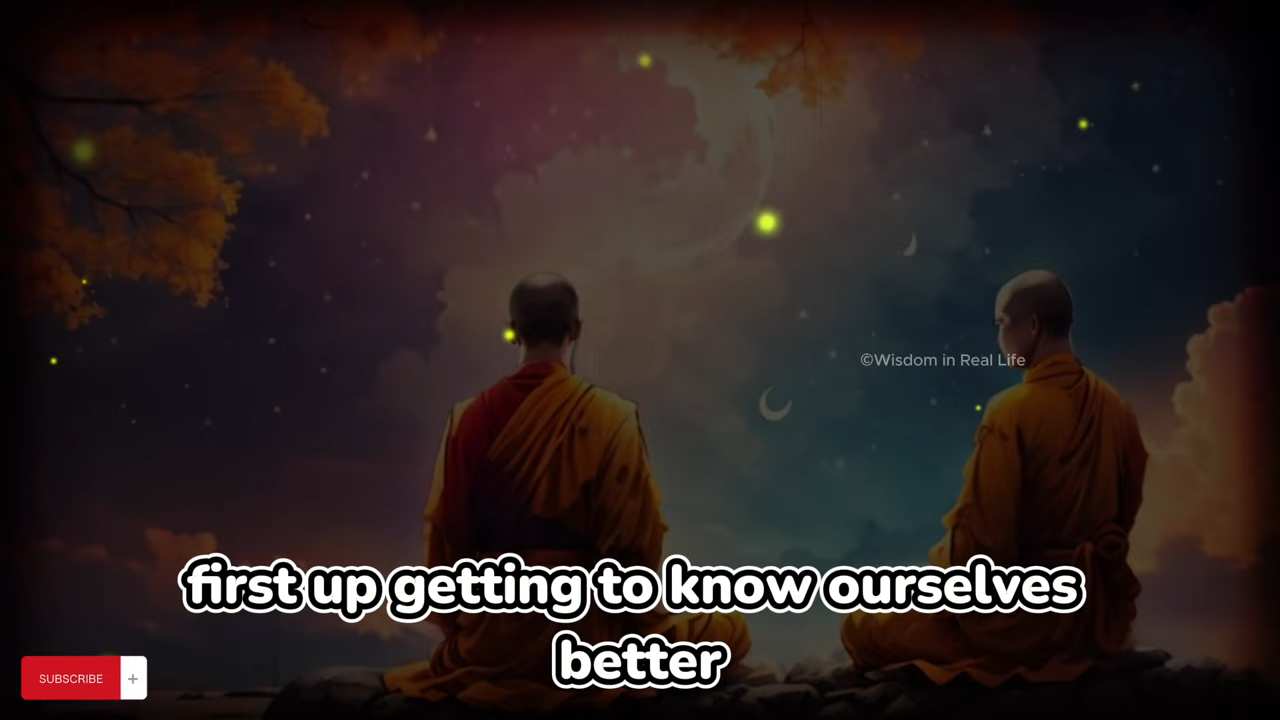 ©Wisdom in Real Life
first up getting to know ourselves
better
SUBSCRIBE +